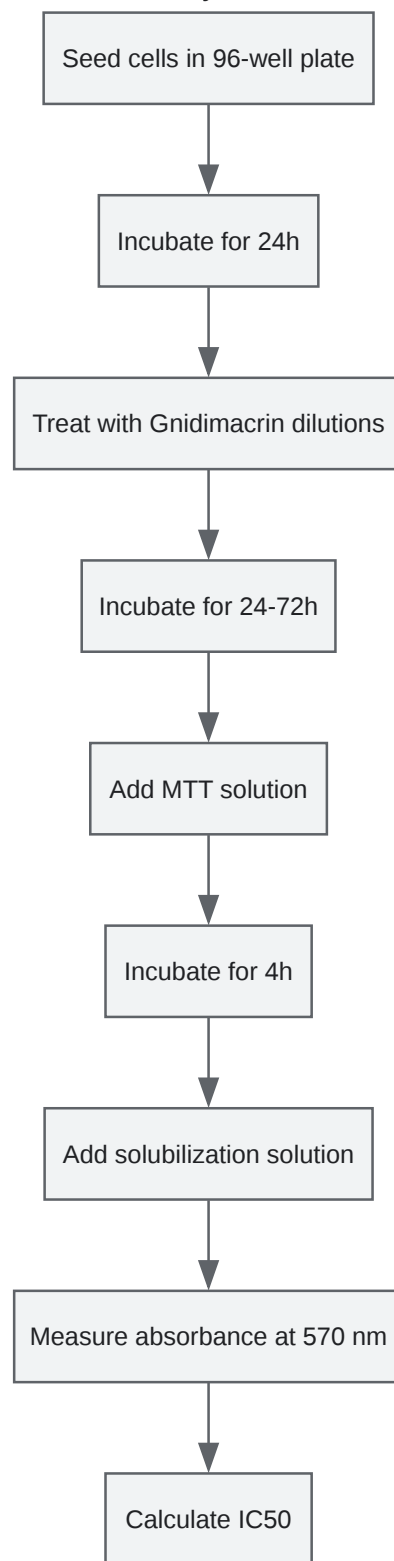 Seed cells in 96-well plate
Incubate for 24h
Treat with Gnidimacrin dilutions
Incubate for 24-72h
Add MTT solution
Incubate for 4h
Add solubilization solution
Measure absorbance at 570 nm
Calculate IC50